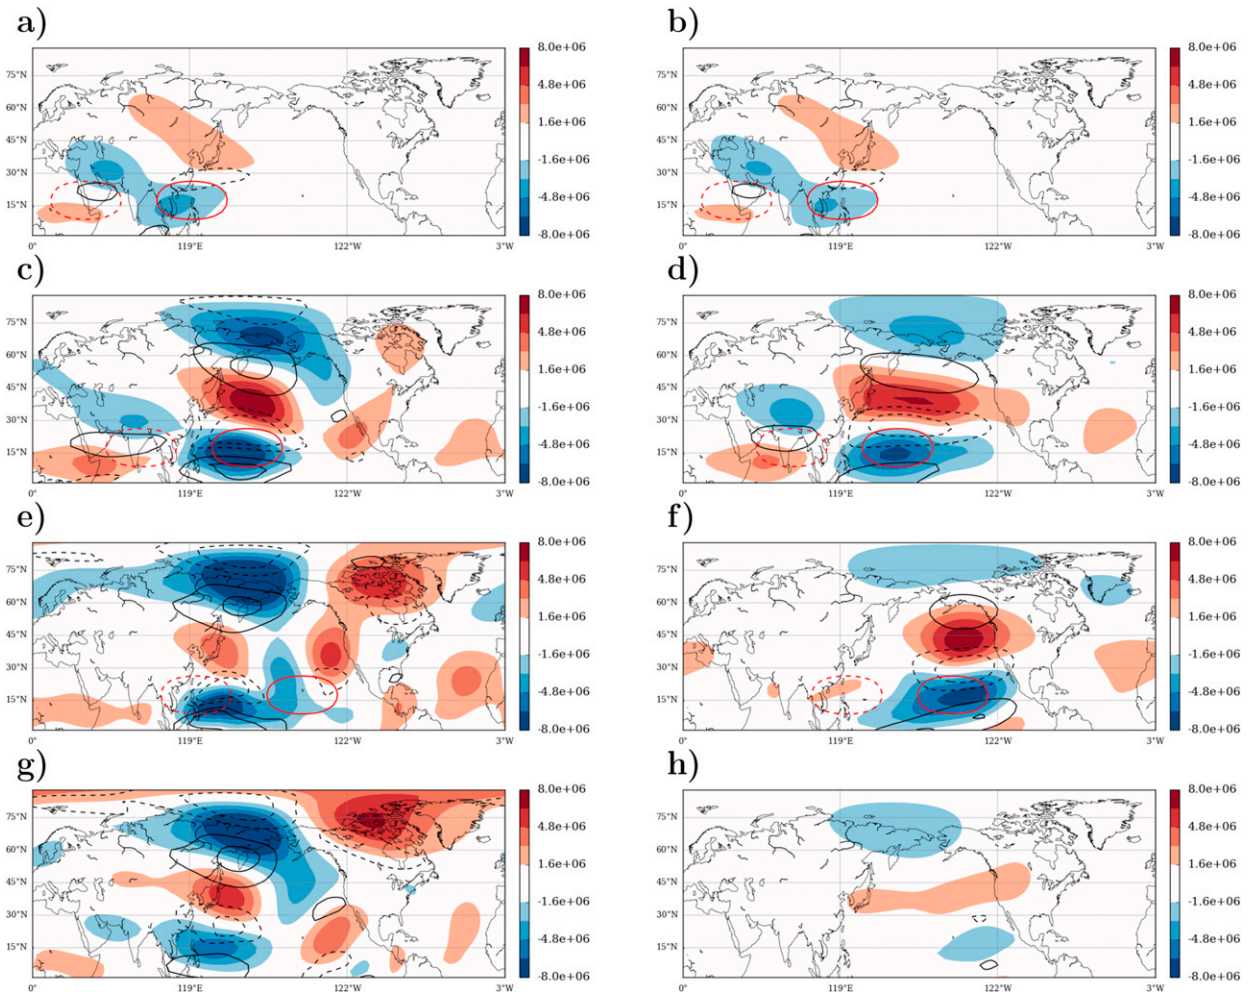 a) b)
8.0e+06 8.0e+06
75°N 75°N
4.8e+06 4.8e+06
60°N 60°N
1.6e+06 1.6e+06
45°N 45°N
-1.6e+06 -1.6e+06
30°N 30°N
-4.8e+06 -4.8e+06
15°N 15°N
-8.0e+06 -8.0e+06
0° 119°E 122°W 3°W 0° 119°E 122°W 3°W
c) d)
8.0e+06 8.0e+06
75°N 75°N
4.8e+06 4.8e+06
60°N 60°N
1.6e+06 1.6e+06
45°N 45°N
-1.6e+06 -1.6e+06
30°N 30°N
-4.8e+06 -4.8e+06
15°N 15°N
-8.0e+06 -8.0e+06
0° 119°E 122°W 3°W 0° 119°E 122°W 3°W
e) f)
8.0e+06 8.0e+06
75°N 75°N
4.8e+06 4.8e+06
60°N 60°N
1.6e+06 1.6e+06
45°N 45°N
-1.6e+06 -1.6e+06
30°N 30°N
-4.8e+06 -4.8e+06
15°N 15°N
-8.0e+06 -8.0e+06
0° 119°E 122°W 3°W 0° 119°E 122°W 3°W
g) h)
8.0e+06 8.0e+06
75°N 75°N
4.8e+06 4.8e+06
60°N 60°N
1.6e+06 1.6e+06
45°N 45°N
-1.6e+06 -1.6e+06
30°N 30°N
-4.8e+06 -4.8e+06
15°N 15°N
-8.0e+06 -8.0e+06
0° 119°E 122°W 3°W 0° 119°E 122°W 3°W